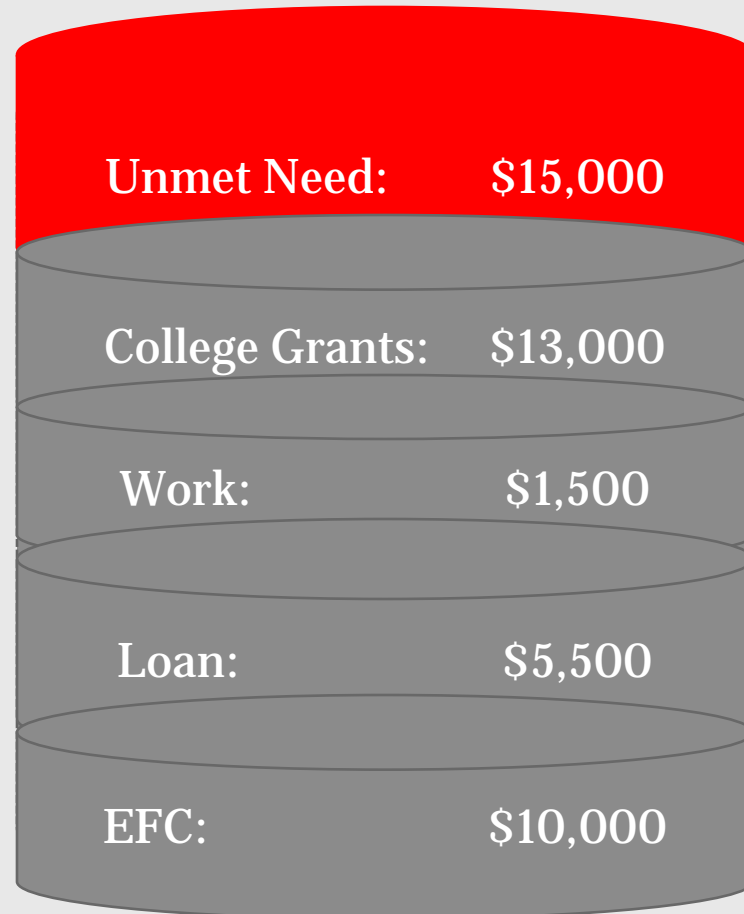 Unmet Need: $15,000
College Grants: $13,000
Work: $1,500
Loan: $5,500
EFC: $10,000